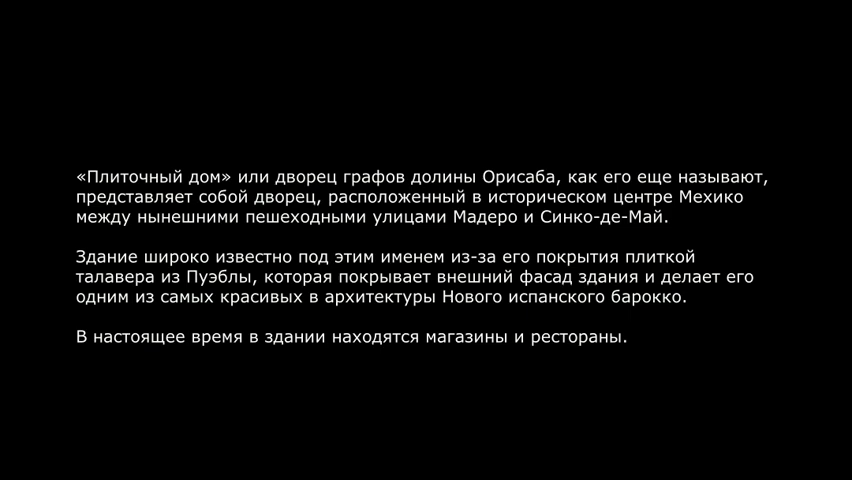 «Плиточный дом» или дворец графов долины Орисаба, как его еще называют,
представляет собой дворец, расположенный в историческом центре Мехико
между нынешними пешеходными улицами Мадеро и Синко-де-Май.
Здание широко известно под этим именем из-за его покрытия плиткой
талавера из Пуэблы, которая покрывает внешний фасад здания и делает его
одним из самых красивых в архитектуры Нового испанского барокко.
В настоящее время в здании находятся магазины и рестораны.